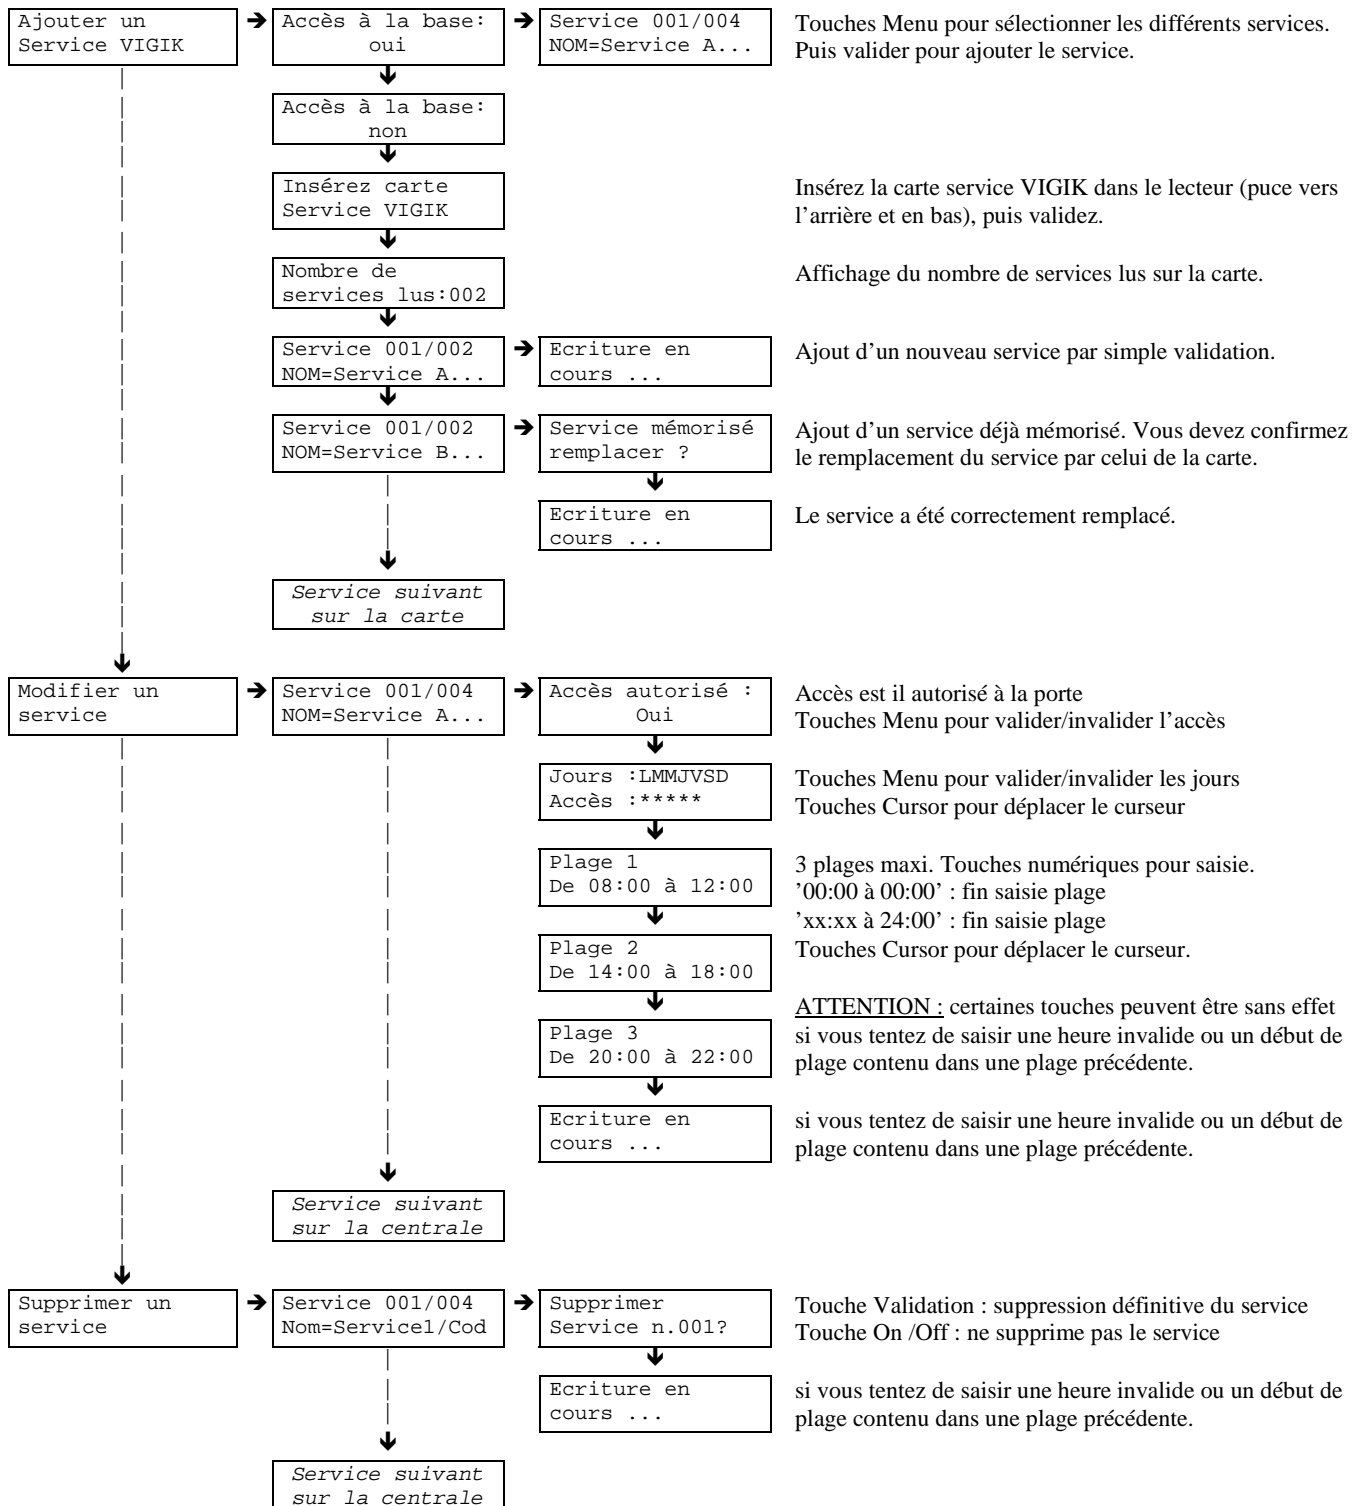 Ajouter un
Service VIGIK
Accès à la base:
oui
Service 001/004
NOM=Service A...
Touches Menu pour sélectionner les différents services.
Puis valider pour ajouter le service.
Accès à la base:
non
Insérez carte
Service VIGIK
Insérez la carte service VIGIK dans le lecteur (puce vers
l’arrière et en bas), puis validez.
Nombre de
services lus:002
Affichage du nombre de services lus sur la carte.
Service 001/002
NOM=Service A...
Ecriture en
cours ...
Ajout d’un nouveau service par simple validation.
Service 001/002
NOM=Service B...
Service mémorisé
remplacer ?
Ajout d’un service déjà mémorisé. Vous devez confirmez
le remplacement du service par celui de la carte.
Ecriture en
cours ...
Le service a été correctement remplacé.
Service suivant
sur la carte
Modifier un
service
Service 001/004
NOM=Service A...
Accès autorisé :
Oui
Accès est il autorisé à la porte
Touches Menu pour valider/invalider l’accès
Jours :LMMJVSD
Accès :*****
Touches Menu pour valider/invalider les jours
Touches Cursor pour déplacer le curseur
Plage 1
De 08:00 à 12:00
3 plages maxi. Touches numériques pour saisie.
’00:00 à 00:00’ : fin saisie plage
’xx:xx à 24:00’ : fin saisie plage
Touches Cursor pour déplacer le curseur.
Plage 2
De 14:00 à 18:00
ATTENTION : certaines touches peuvent être sans effet
si vous tentez de saisir une heure invalide ou un début de
plage contenu dans une plage précédente.
Plage 3
De 20:00 à 22:00
Ecriture en
cours ...
si vous tentez de saisir une heure invalide ou un début de
plage contenu dans une plage précédente.
Service suivant
sur la centrale
Supprimer un
service
Service 001/004
Nom=Service1/Cod
Supprimer
Service n.001?
Touche Validation : suppression définitive du service
Touche On /Off : ne supprime pas le service
Ecriture en
cours ...
si vous tentez de saisir une heure invalide ou un début de
plage contenu dans une plage précédente.
Service suivant
sur la centrale